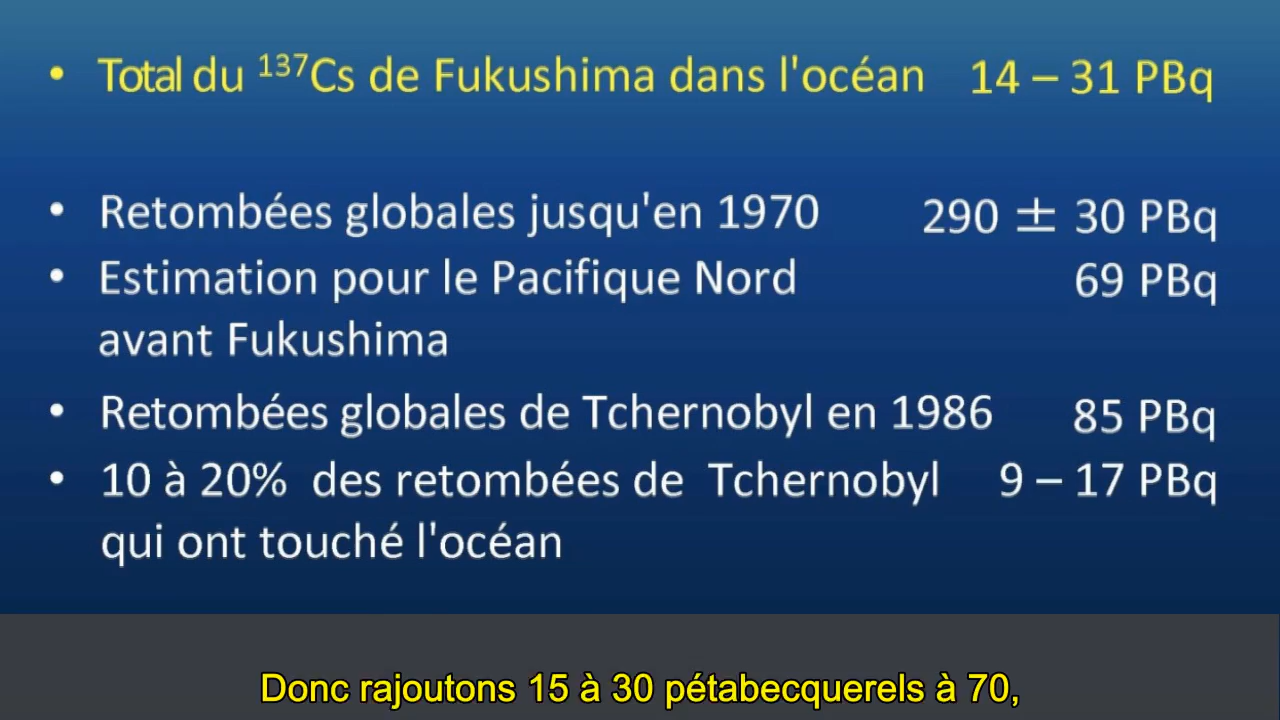 • Total du ¹³⁷Cs de Fukushima dans l'océan 14 – 31 PBq
• Retombées globales jusqu'en 1970 290 ± 30 PBq
• Estimation pour le Pacifique Nord 69 PBq
avant Fukushima
• Retombées globales de Tchernobyl en 1986 85 PBq
• 10 à 20% des retombées de Tchernobyl 9 – 17 PBq
qui ont touché l'océan
Donc rajoutons 15 à 30 pétabecquerels à 70,